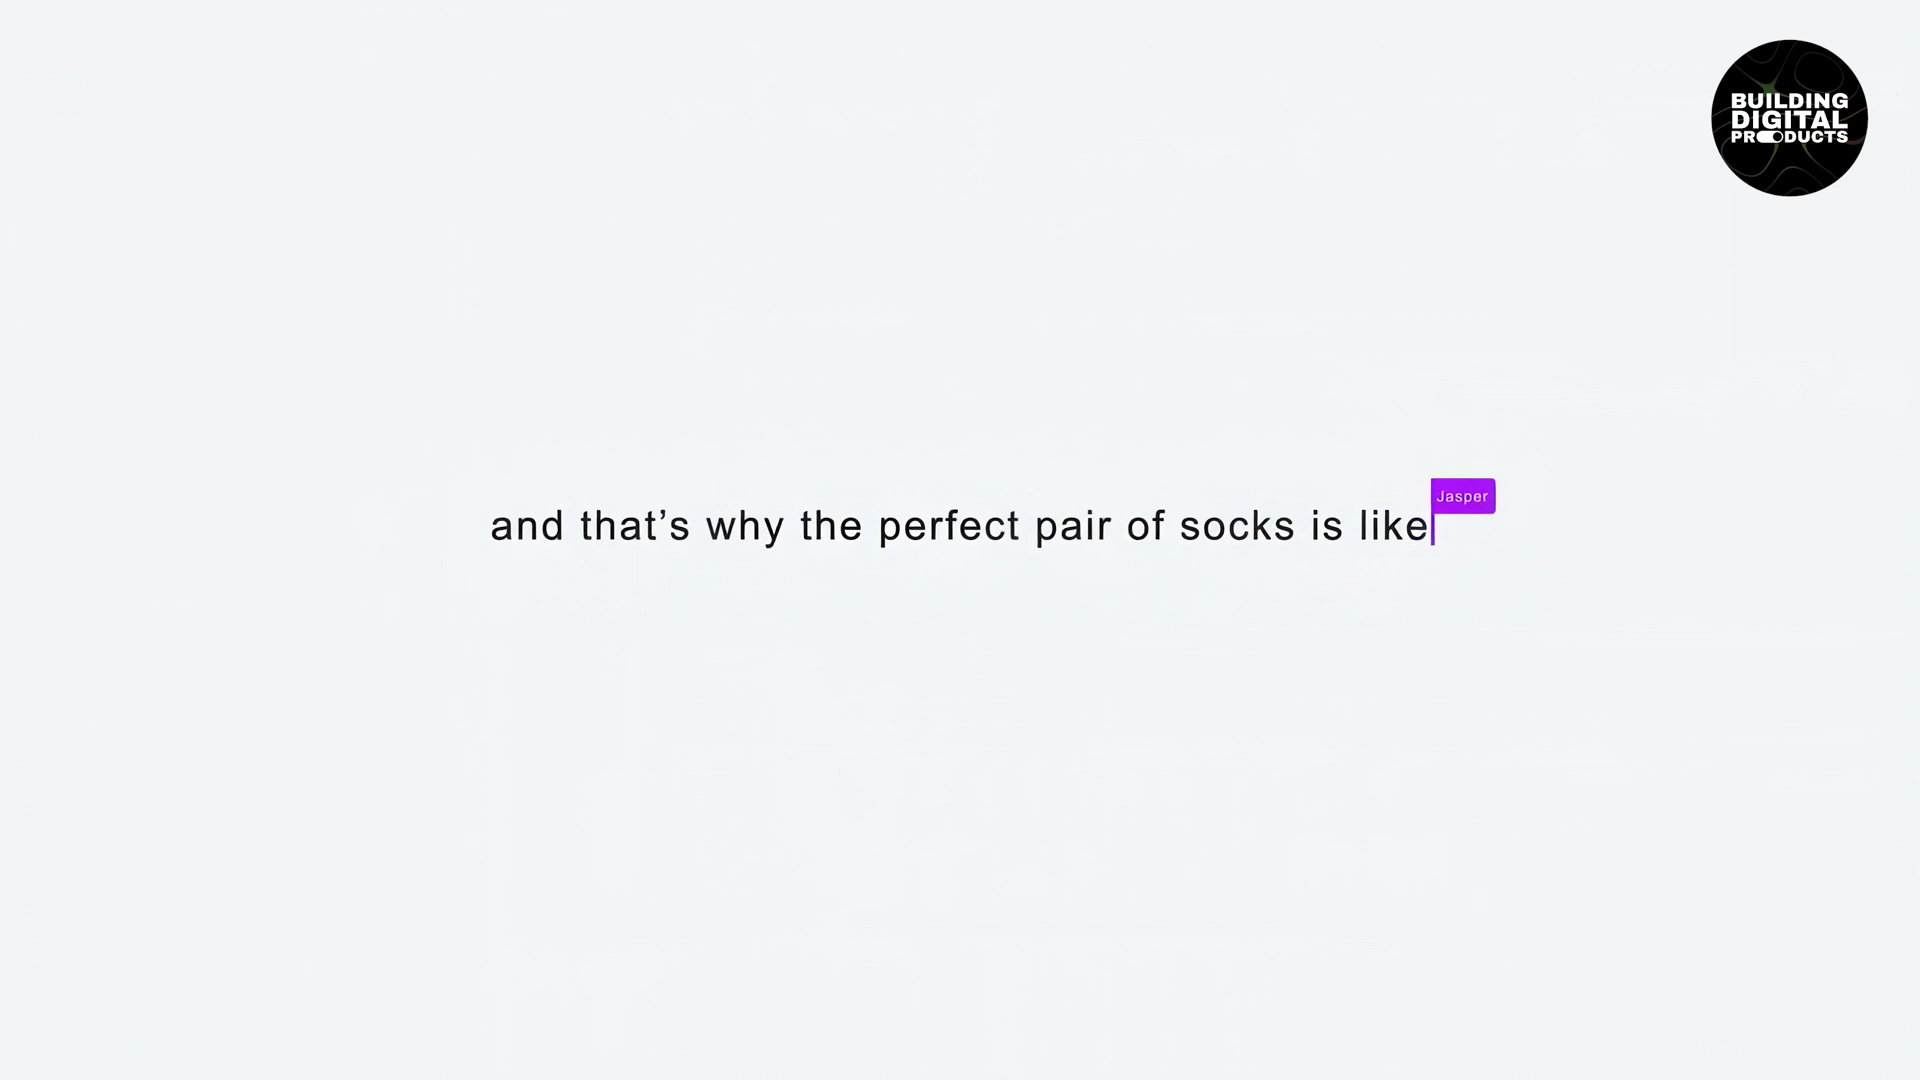 BUILDING
DIGITAL
PRODUCTS
Jasper
and that’s why the perfect pair of socks is like